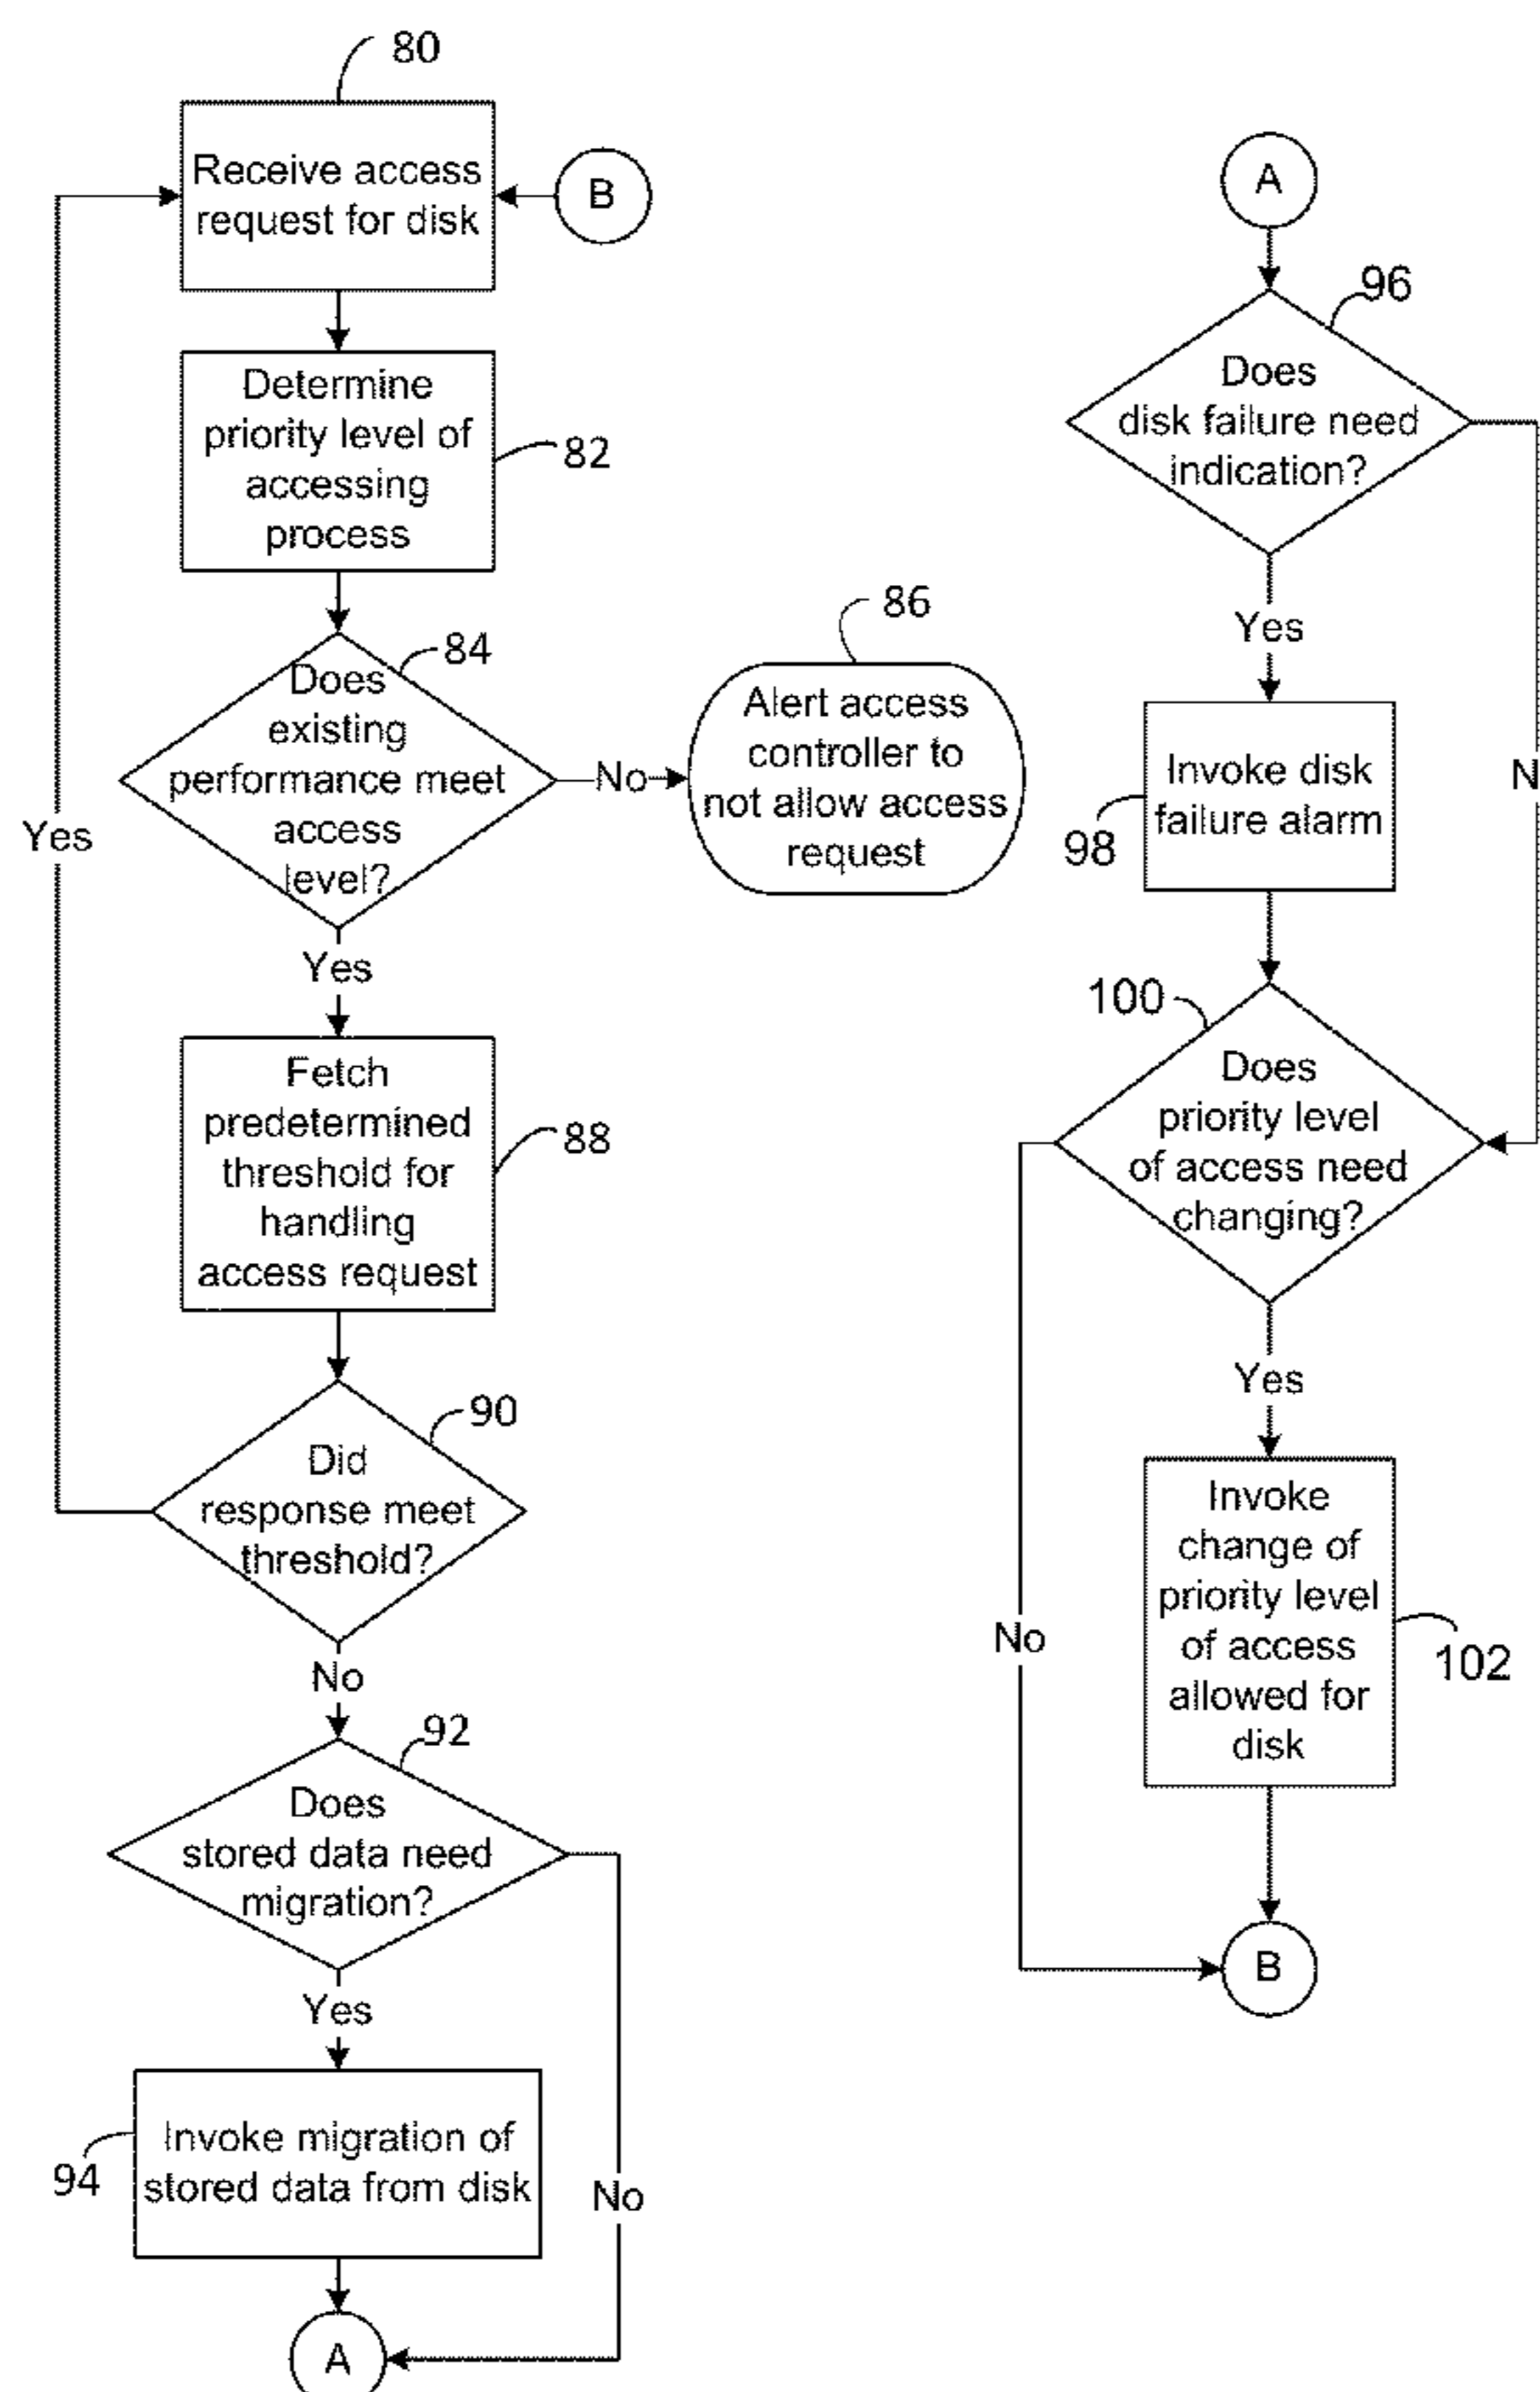 80
Receive access
request for disk
B
Determine
priority level of
accessing
process
82
84
Does
existing
performance meet
access
level?
No
86
Alert access
controller to
not allow access
request
Yes
Yes
Fetch
predetermined
threshold for
handling
access request
88
90
Did
response meet
threshold?
No
92
Does
stored data need
migration?
Yes
Invoke migration of
stored data from disk
94
No
A
A
96
Does
disk failure need
indication?
N
Yes
Invoke disk
failure alarm
98
100
Does
priority level
of access need
changing?
Yes
No
Invoke
change of
priority level
of access
allowed for
disk
102
B